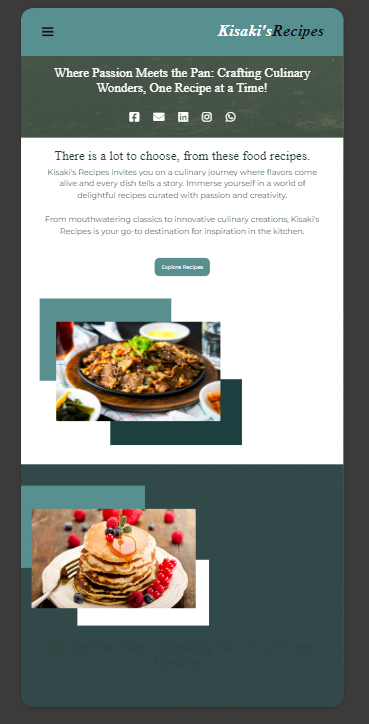 Kisaki'sRecipes
Where Passion Meets the Pan: Crafting Culinary
Wonders, One Recipe at a Time!
There is a lot to choose, from these food recipes.
Kisaki's Recipes invites you on a culinary journey where flavors come
alive and every dish tells a story. Immerse yourself in a world of
delightful recipes curated with passion and creativity.
From mouthwatering classics to innovative culinary creations, Kisaki's
Recipes is your go-to destination for inspiration in the kitchen.
Explore Recipes